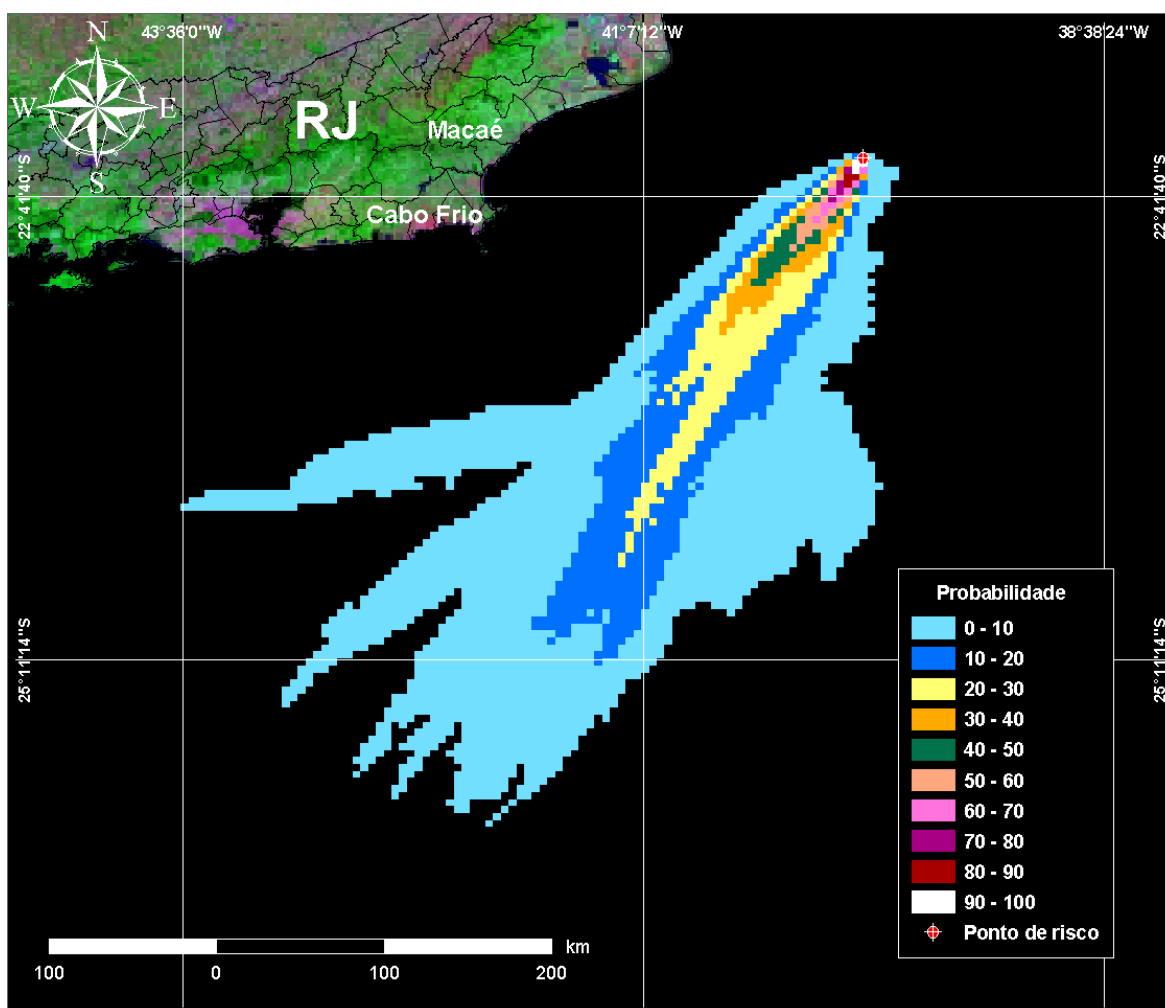 43°36'0"W
41°7'12"W
38°38'24"W
N
W
E
S
RJ
Macaé
Cabo Frio
22°41'40"S
22°41'40"S
25°11'14"S
25°11'14"S
Probabilidade
0 - 10
10 - 20
20 - 30
30 - 40
40 - 50
50 - 60
60 - 70
70 - 80
80 - 90
90 - 100
Ponto de risco
km
100 0 100 200